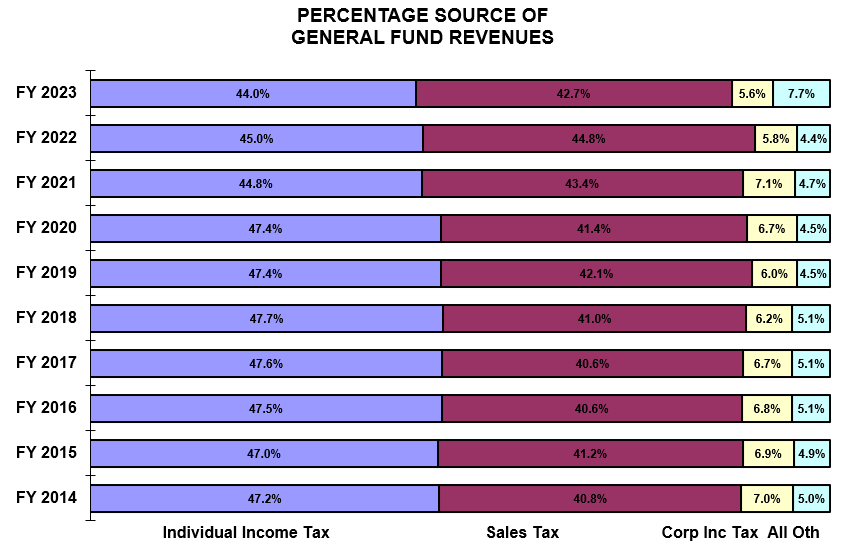 PERCENTAGE SOURCE OF
GENERAL FUND REVENUES
FY 2023 44.0% 42.7% 5.6% 7.7%
FY 2022 45.0% 44.8% 5.8% 4.4%
FY 2021 44.8% 43.4% 7.1% 4.7%
FY 2020 47.4% 41.4% 6.7% 4.5%
FY 2019 47.4% 42.1% 6.0% 4.5%
FY 2018 47.7% 41.0% 6.2% 5.1%
FY 2017 47.6% 40.6% 6.7% 5.1%
FY 2016 47.5% 40.6% 6.8% 5.1%
FY 2015 47.0% 41.2% 6.9% 4.9%
FY 2014 47.2% 40.8% 7.0% 5.0%
Individual Income Tax Sales Tax Corp Inc Tax All Oth